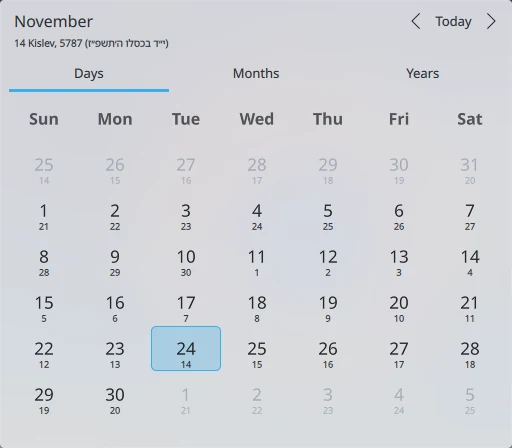 November Today
14 Kislev, 5787 (י״ד בכסלו ה׳תשפ״ז)
Days Months Years
Sun Mon Tue Wed Thu Fri Sat
25 26 27 28 29 30 31
14 15 16 17 18 19 20
1 2 3 4 5 6 7
21 22 23 24 25 26 27
8 9 10 11 12 13 14
28 29 30 1 2 3 4
15 16 17 18 19 20 21
5 6 7 8 9 10 11
22 23 24 25 26 27 28
12 13 14 15 16 17 18
29 30 1 2 3 4 5
19 20 21 22 23 24 25